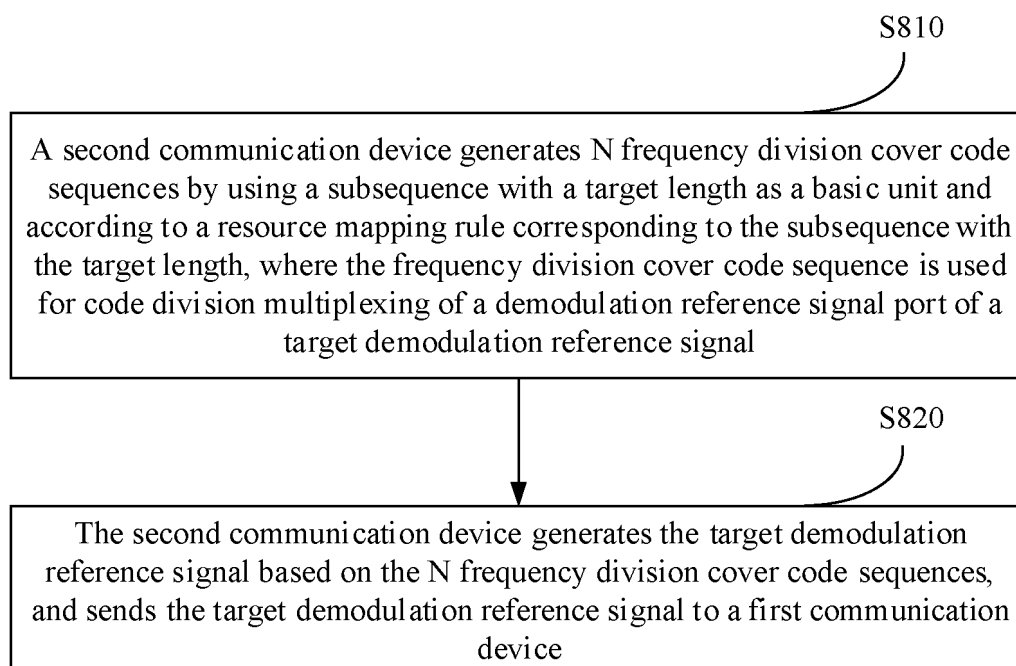 S810
A second communication device generates N frequency division cover code
sequences by using a subsequence with a target length as a basic unit and
according to a resource mapping rule corresponding to the subsequence with
the target length, where the frequency division cover code sequence is used
for code division multiplexing of a demodulation reference signal port of a
target demodulation reference signal
S820
The second communication device generates the target demodulation
reference signal based on the N frequency division cover code sequences,
and sends the target demodulation reference signal to a first communication
device